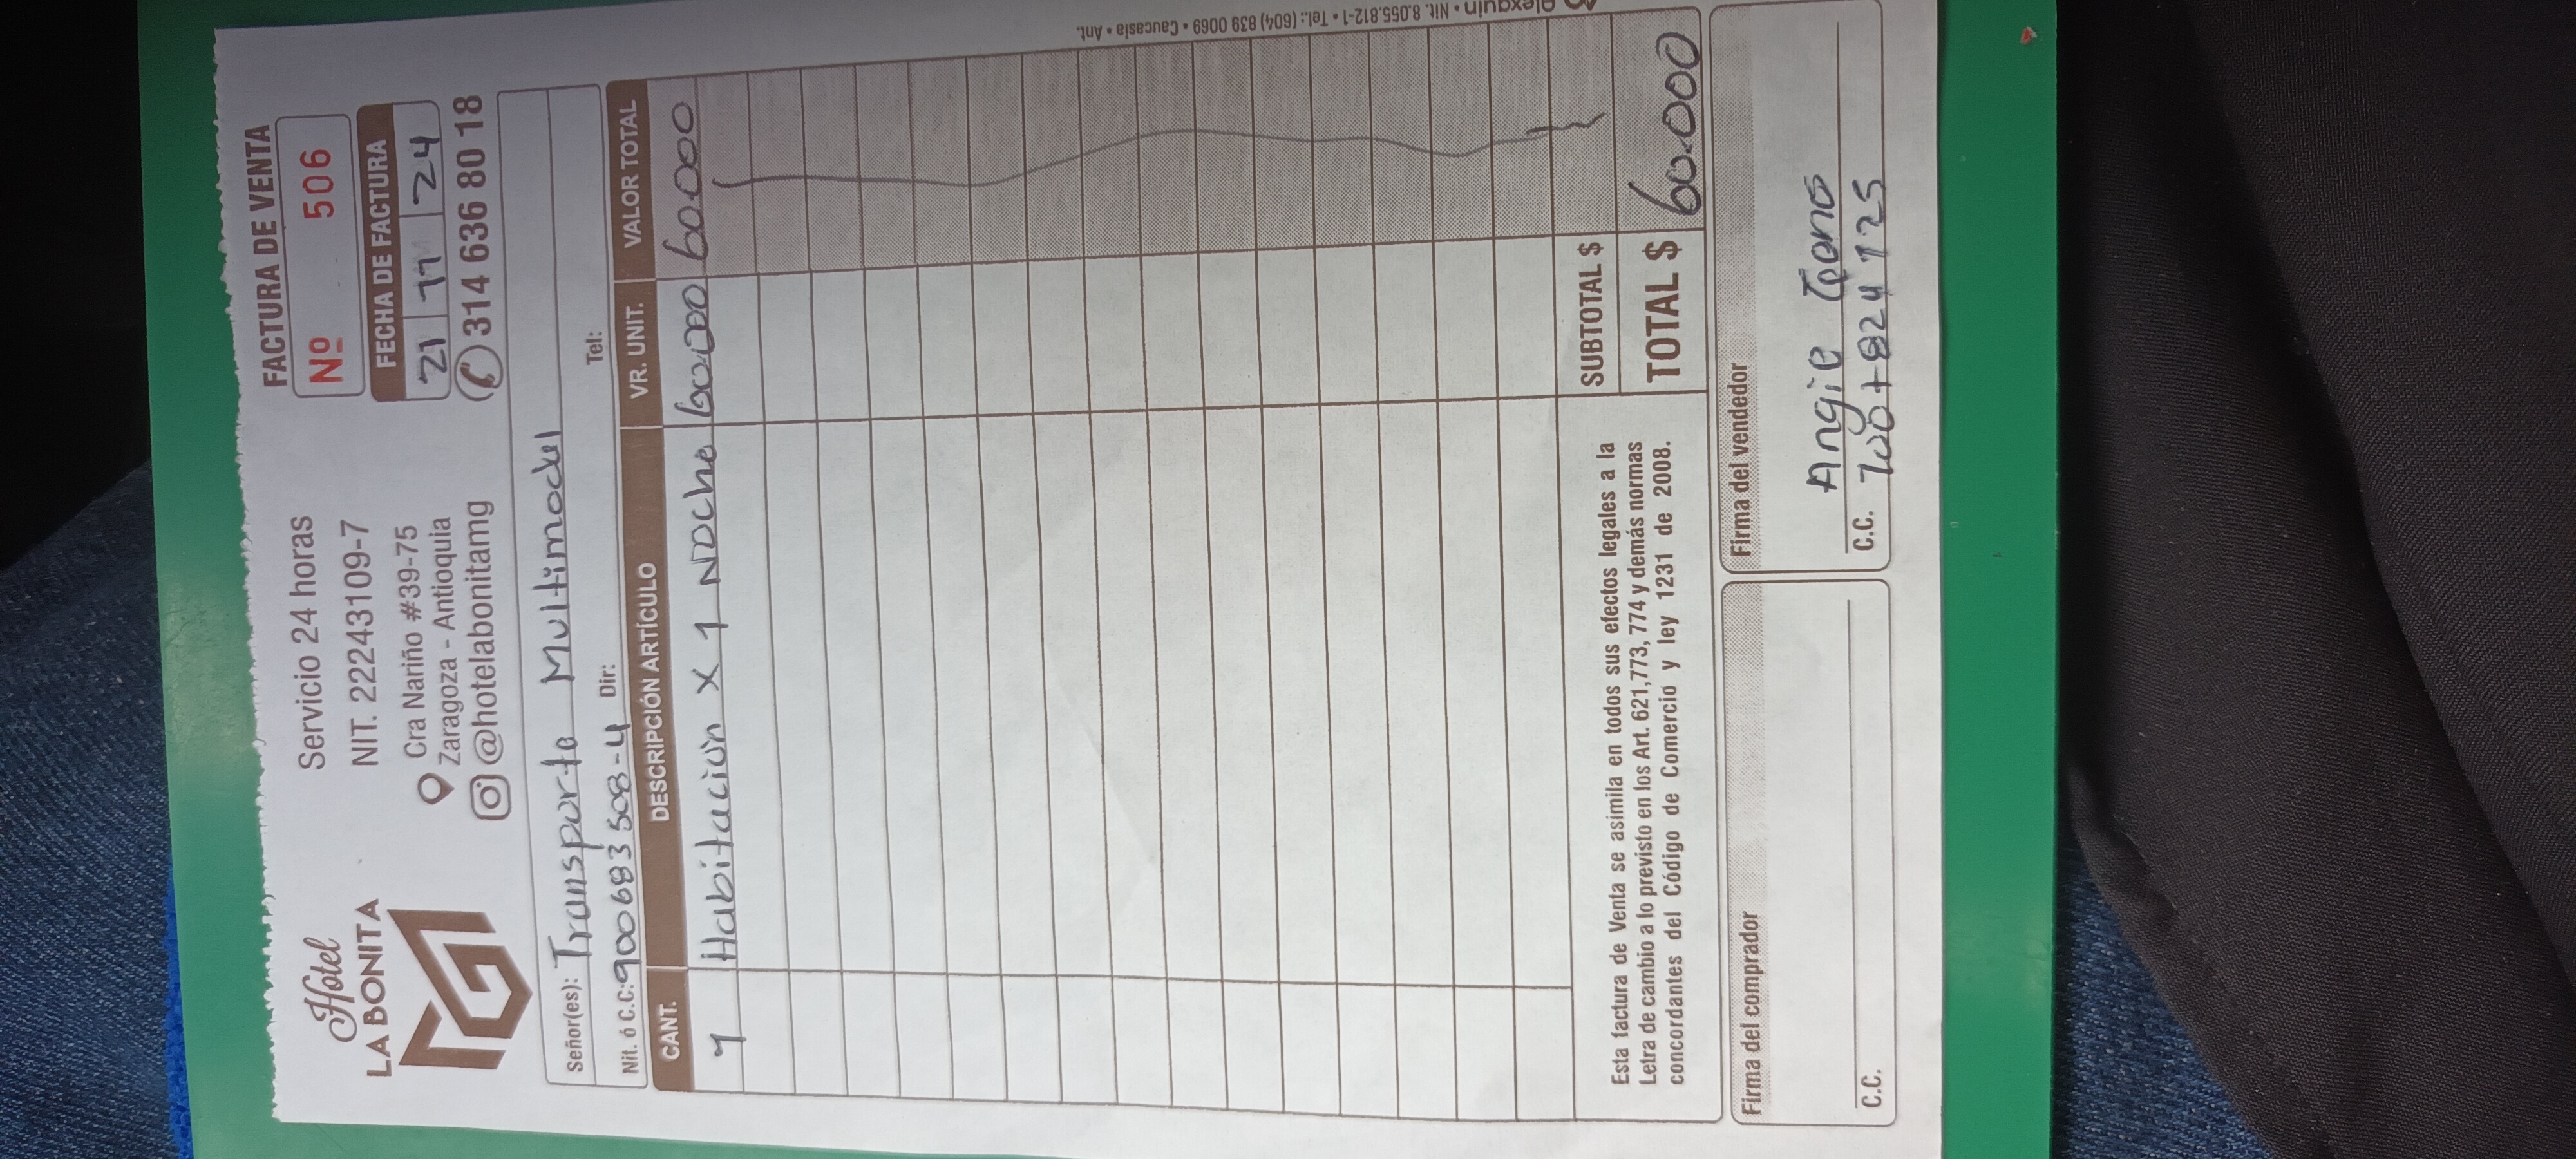 Hotel
LA BONITA
Servicio 24 horas
NIT. 22243109-7
Cra Nariño #39-75
Zaragoza - Antioquia
@hotelabonitamg
FACTURA DE VENTA
Nº 506
FECHA DE FACTURA
21 11 24
314 636 80 18
Señor(es): Transporte Multimodal
Nit. ó C.C: 900683508-4 Dir: Tel:
CANT. DESCRIPCIÓN ARTÍCULO VR. UNIT. VALOR TOTAL
1 Habitación X 1 Noche 60.000 60.000
SUBTOTAL $
TOTAL $ 60.000
Esta factura de Venta se asimila en todos sus efectos legales a la
Letra de cambio a lo previsto en los Art. 621,773, 774 y demás normas
concordantes del Código de Comercio y ley 1231 de 2008.
Firma del comprador
C.C.
Firma del vendedor
Angie
C.C.
alexquin • Nit. 8.055.812-1 • Tel.: (604) 839 0069 • Caucasia • Ant.